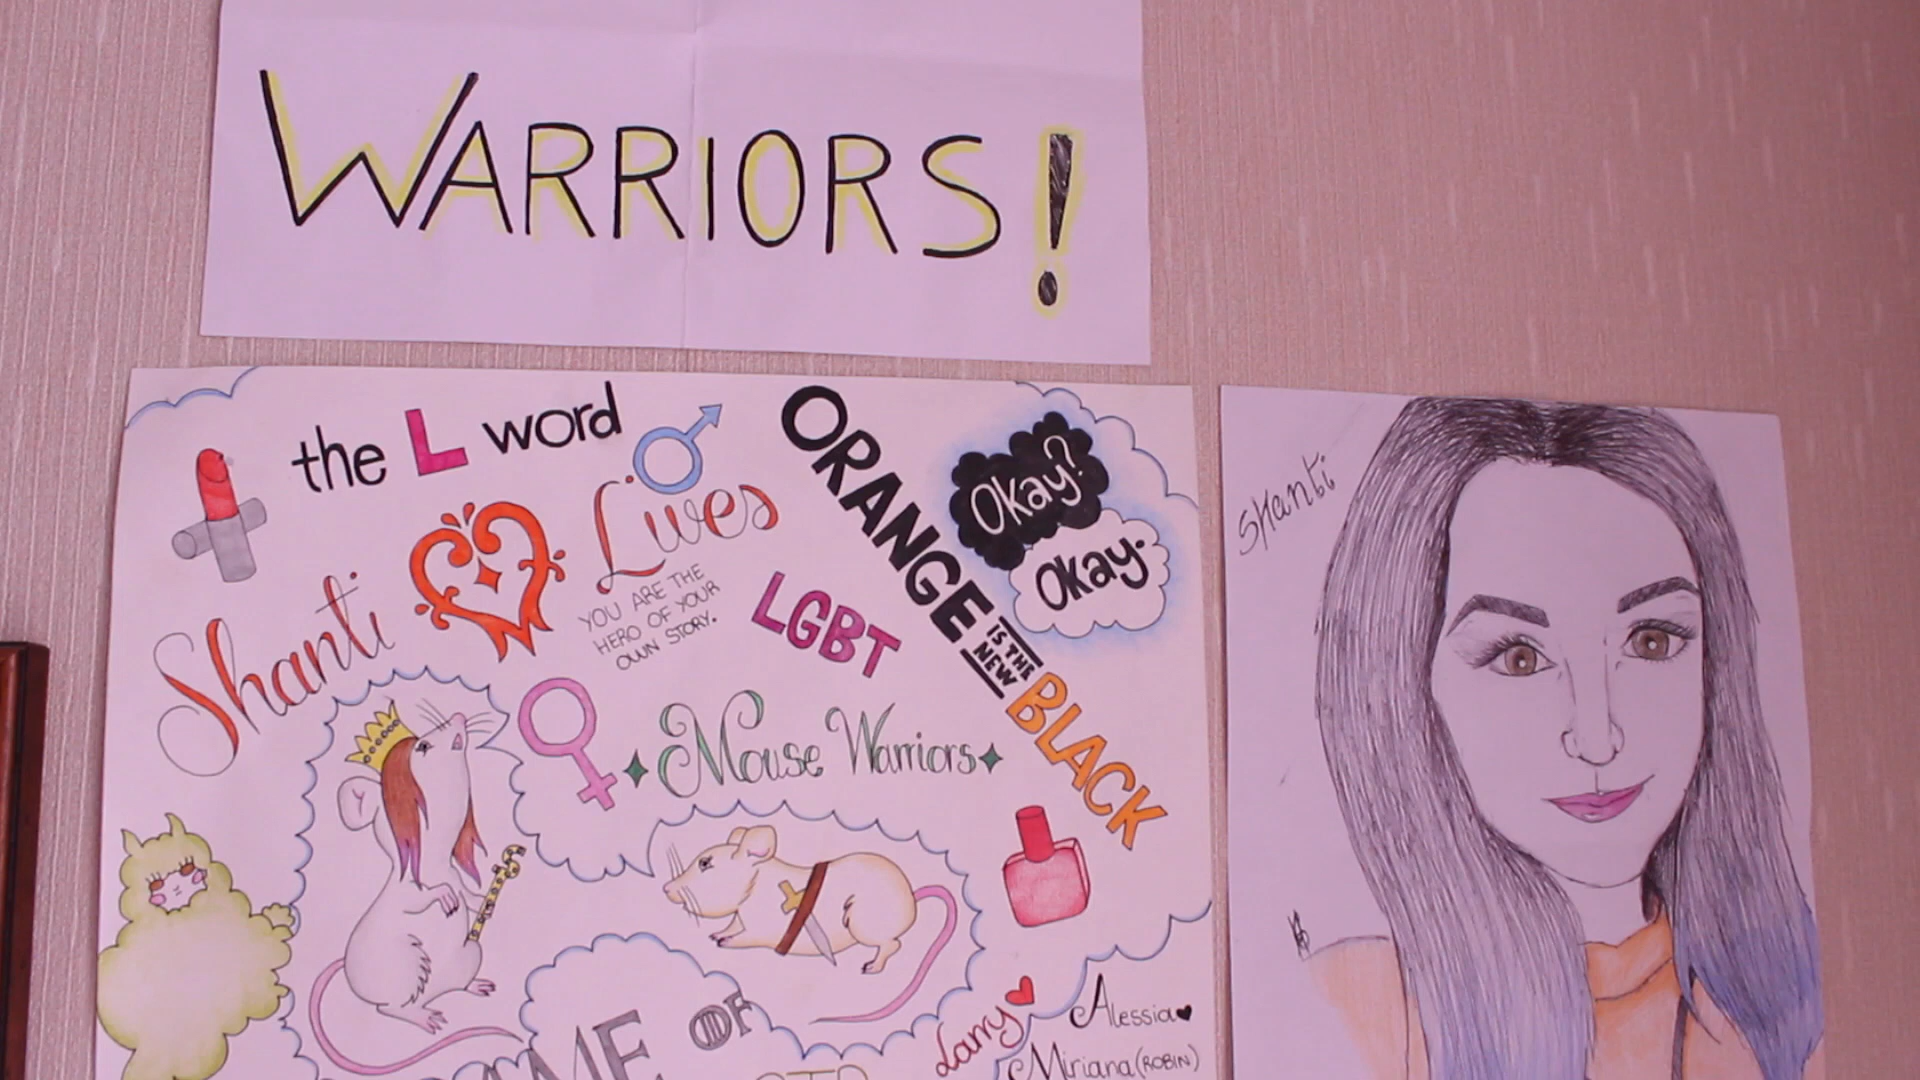 WARRIORS!
the L word
Shanti
Lives
YOU ARE THE
HERO OF YOUR
OWN STORY.
LGBT
ORANGE
IS THE
NEW
BLACK
Okay?
Okay.
Mouse Warriors
OF
Larry
Alessia
Miriana (ROBIN)
Shanti